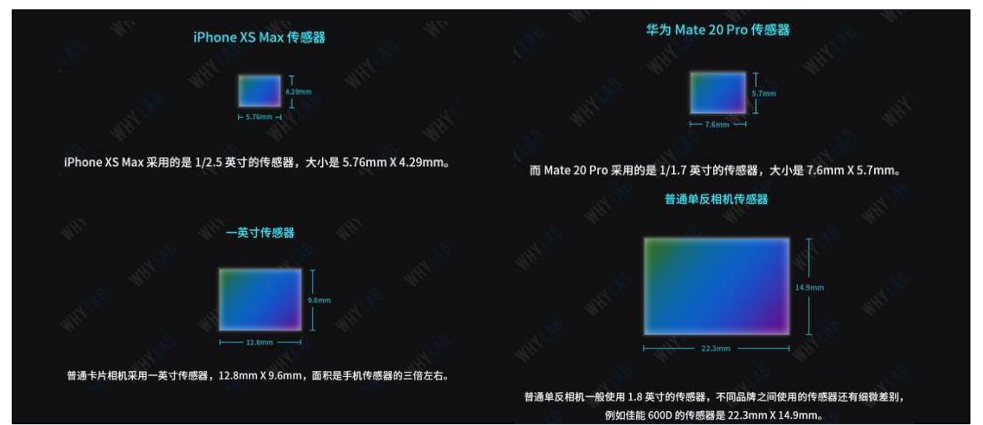 iPhone XS Max 传感器
4.29mm
5.76mm
iPhone XS Max 采用的是 1/2.5 英寸的传感器，大小是 5.76mm X 4.29mm。
华为 Mate 20 Pro 传感器
5.7mm
7.6mm
而 Mate 20 Pro 采用的是 1/1.7 英寸的传感器，大小是 7.6mm X 5.7mm。
一英寸传感器
9.6mm
12.8mm
普通卡片相机采用一英寸传感器，12.8mm X 9.6mm，面积是手机传感器的三倍左右。
普通单反相机传感器
14.9mm
22.3mm
普通单反相机一般使用 1.8 英寸的传感器，不同品牌之间使用的传感器还有细微差别，
例如佳能 600D 的传感器是 22.3mm X 14.9mm。
WHY LAB